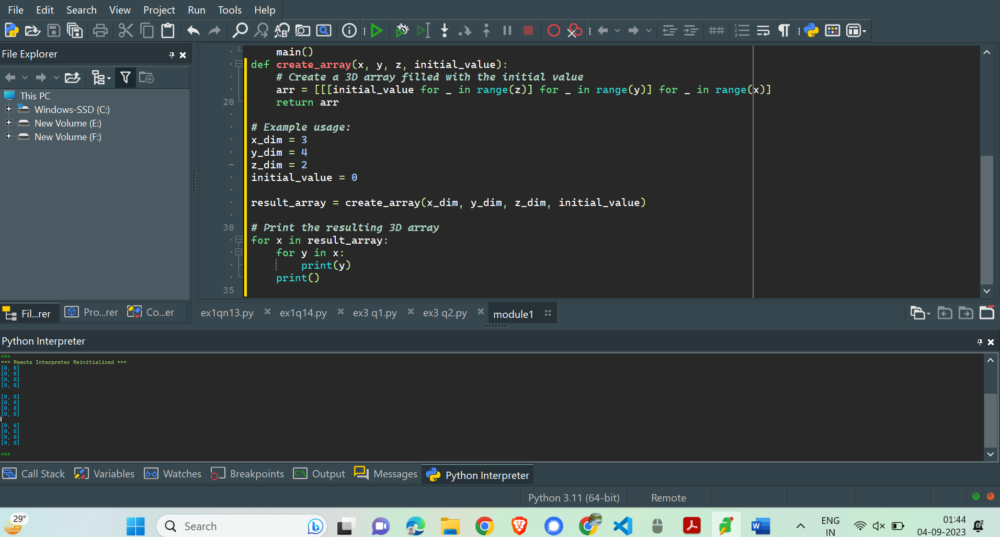 File Edit Search View Project Run Tools Help
File Explorer
This PC
Windows-SSD (C:)
New Volume (E:)
New Volume (F:)
Fil...rer Pro...rer Co...er
main()
def create_array(x, y, z, initial_value):
# Create a 3D array filled with the initial value
arr = [[[initial_value for _ in range(z)] for _ in range(y)] for _ in range(x)]
20 return arr
# Example usage:
x_dim = 3
y_dim = 4
z_dim = 2
initial_value = 0
result_array = create_array(x_dim, y_dim, z_dim, initial_value)
30 # Print the resulting 3D array
for x in result_array:
for y in x:
print(y)
print()
35
ex1qn13.py ex1q14.py ex3 q1.py ex3 q2.py module1
Python Interpreter
>>>
*** Remote Interpreter Reinitialized ***
[0, 0]
[0, 0]
[0, 0]
[0, 0]
[0, 0]
[0, 0]
[0, 0]
[0, 0]
[0, 0]
[0, 0]
[0, 0]
[0, 0]
>>>
Call Stack Variables Watches Breakpoints Output Messages Python Interpreter
Python 3.11 (64-bit) Remote
29° Search ENG 01:44
IN 04-09-2023